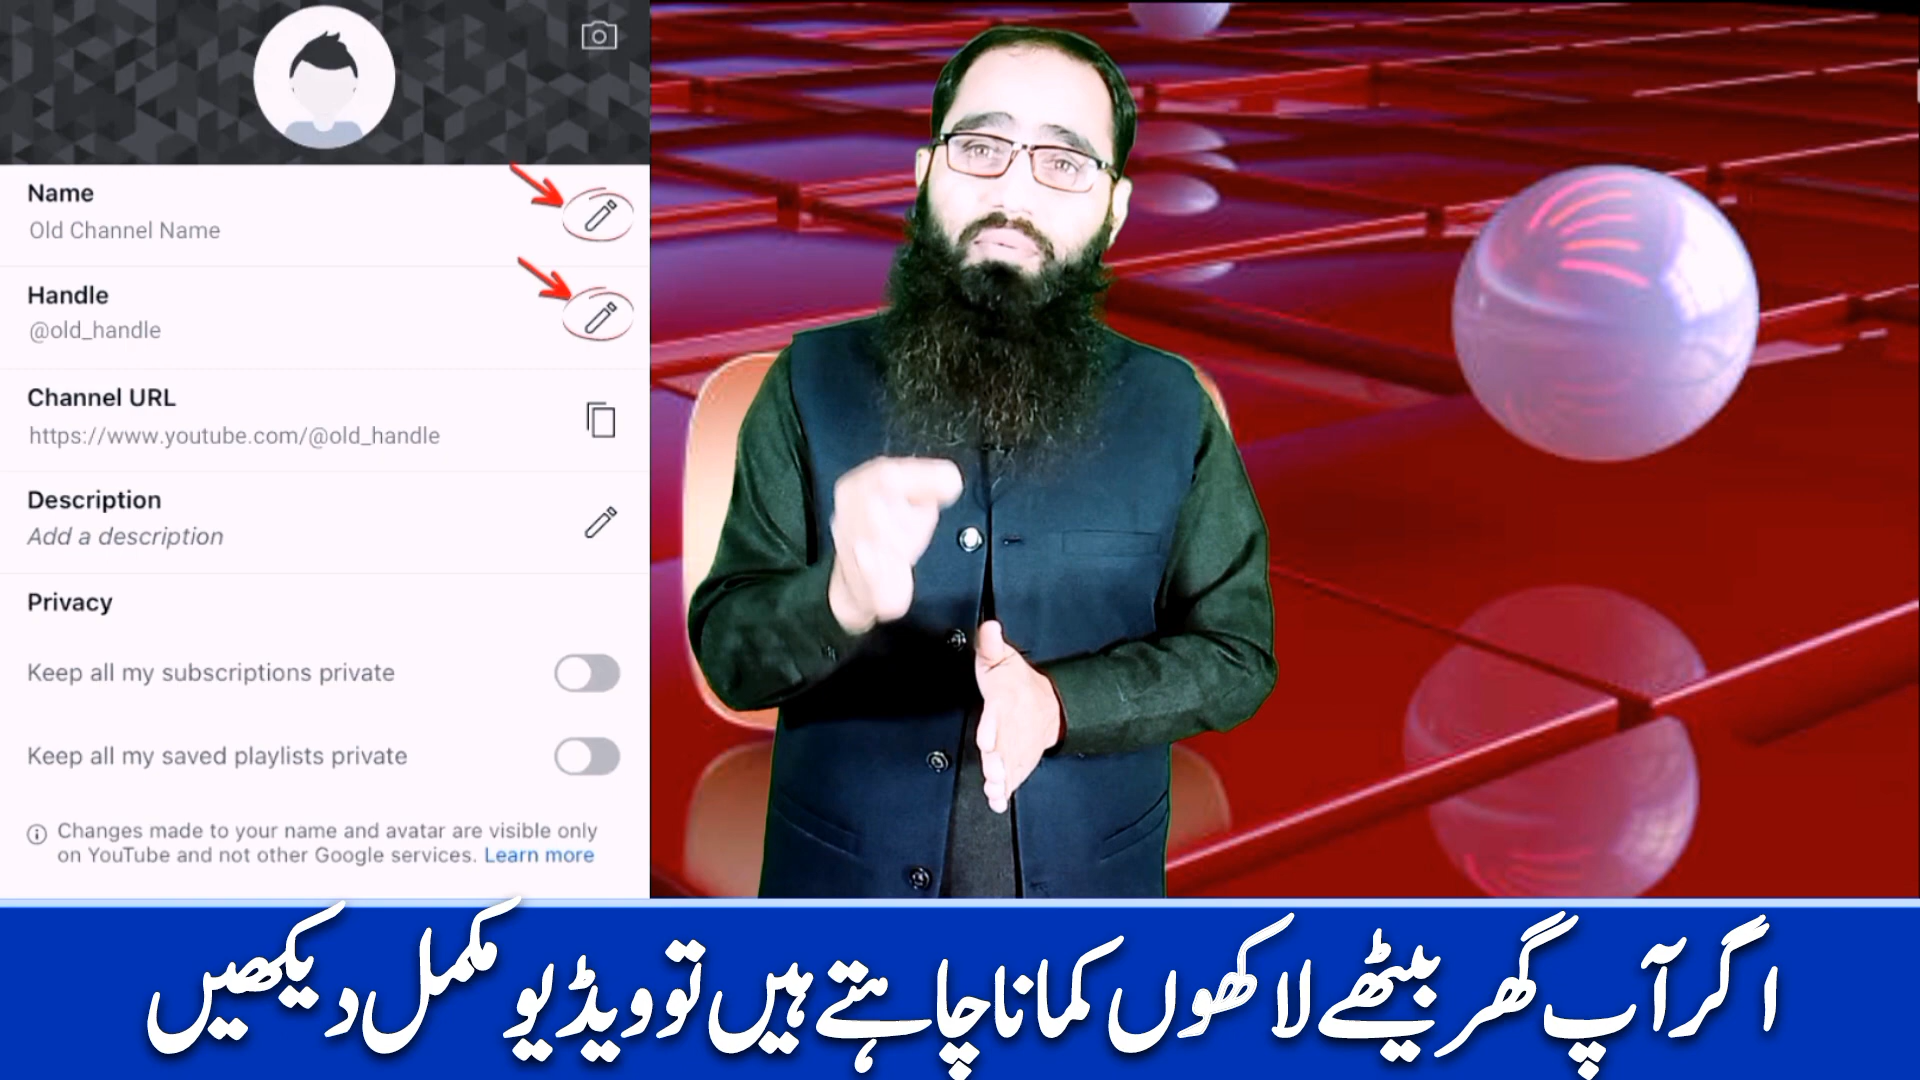 Name
Old Channel Name
Handle
@old_handle
Channel URL
https://www.youtube.com/@old_handle
Description
Add a description
Privacy
Keep all my subscriptions private
Keep all my saved playlists private
Changes made to your name and avatar are visible only
on YouTube and not other Google services. Learn more
اگر آپ گھر بیٹھے لاکھوں کمانا چاہتے ہیں تو ویڈیو مکمل دیکھیں